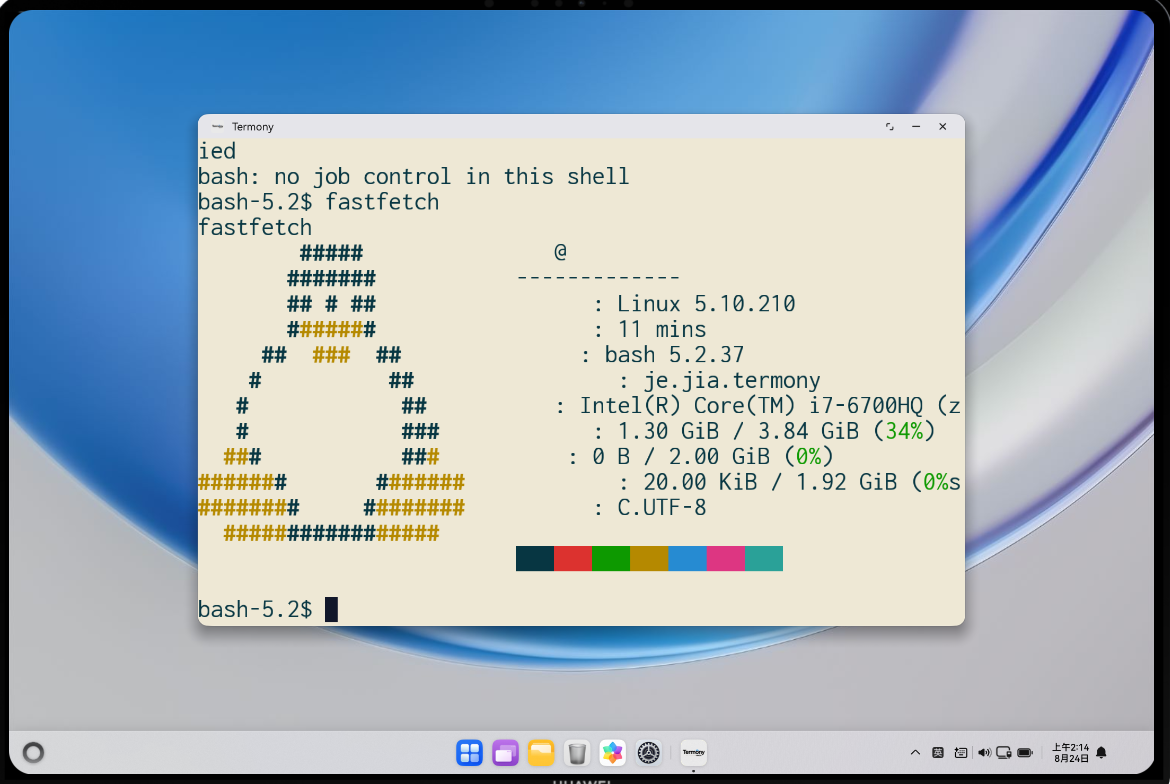 Termony
ied
bash: no job control in this shell
bash-5.2$ fastfetch
fastfetch
##### @
####### -------------
## # ## : Linux 5.10.210
####### : 11 mins
## ### ## : bash 5.2.37
# ## : je.jia.termony
# ## : Intel(R) Core(TM) i7-6700HQ (z
# ### : 1.30 GiB / 3.84 GiB (34%)
### ### : 0 B / 2.00 GiB (0%)
####### ####### : 20.00 KiB / 1.92 GiB (0%s
######## ######## : C.UTF-8
#################
bash-5.2$
Termony
英
上午2:14
8月24日
HUAWEI